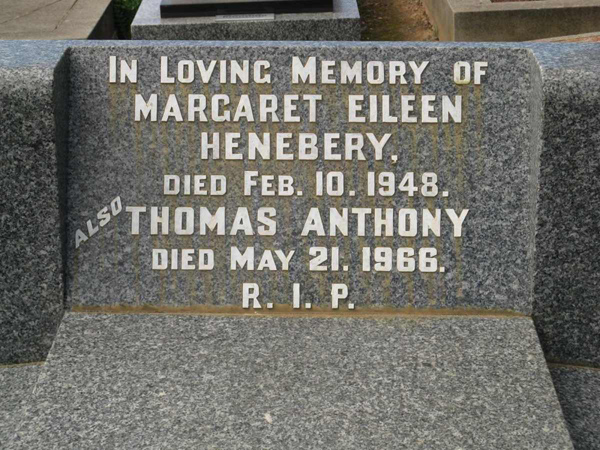 IN LOVING MEMORY OF
MARGARET EILEEN
HENEBERY,
DIED FEB. 10. 1948.
ALSO THOMAS ANTHONY
DIED MAY 21. 1966.
R. I. P.